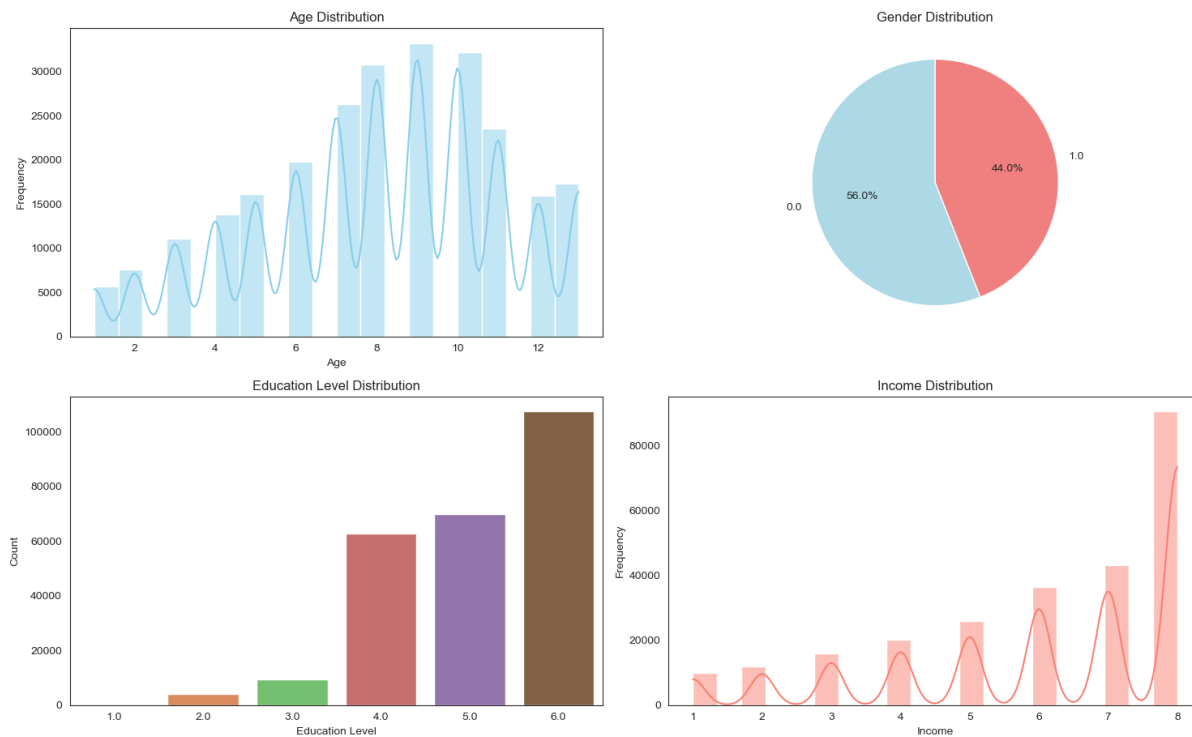 Age Distribution
30000
25000
20000
15000
10000
5000
0
Frequency
2 4 6 8 10 12
Age
Gender Distribution
1.0
44.0%
56.0%
0.0
Education Level Distribution
100000
80000
60000
40000
20000
0
Count
1.0 2.0 3.0 4.0 5.0 6.0
Education Level
Income Distribution
80000
60000
40000
20000
0
Frequency
1 2 3 4 5 6 7 8
Income